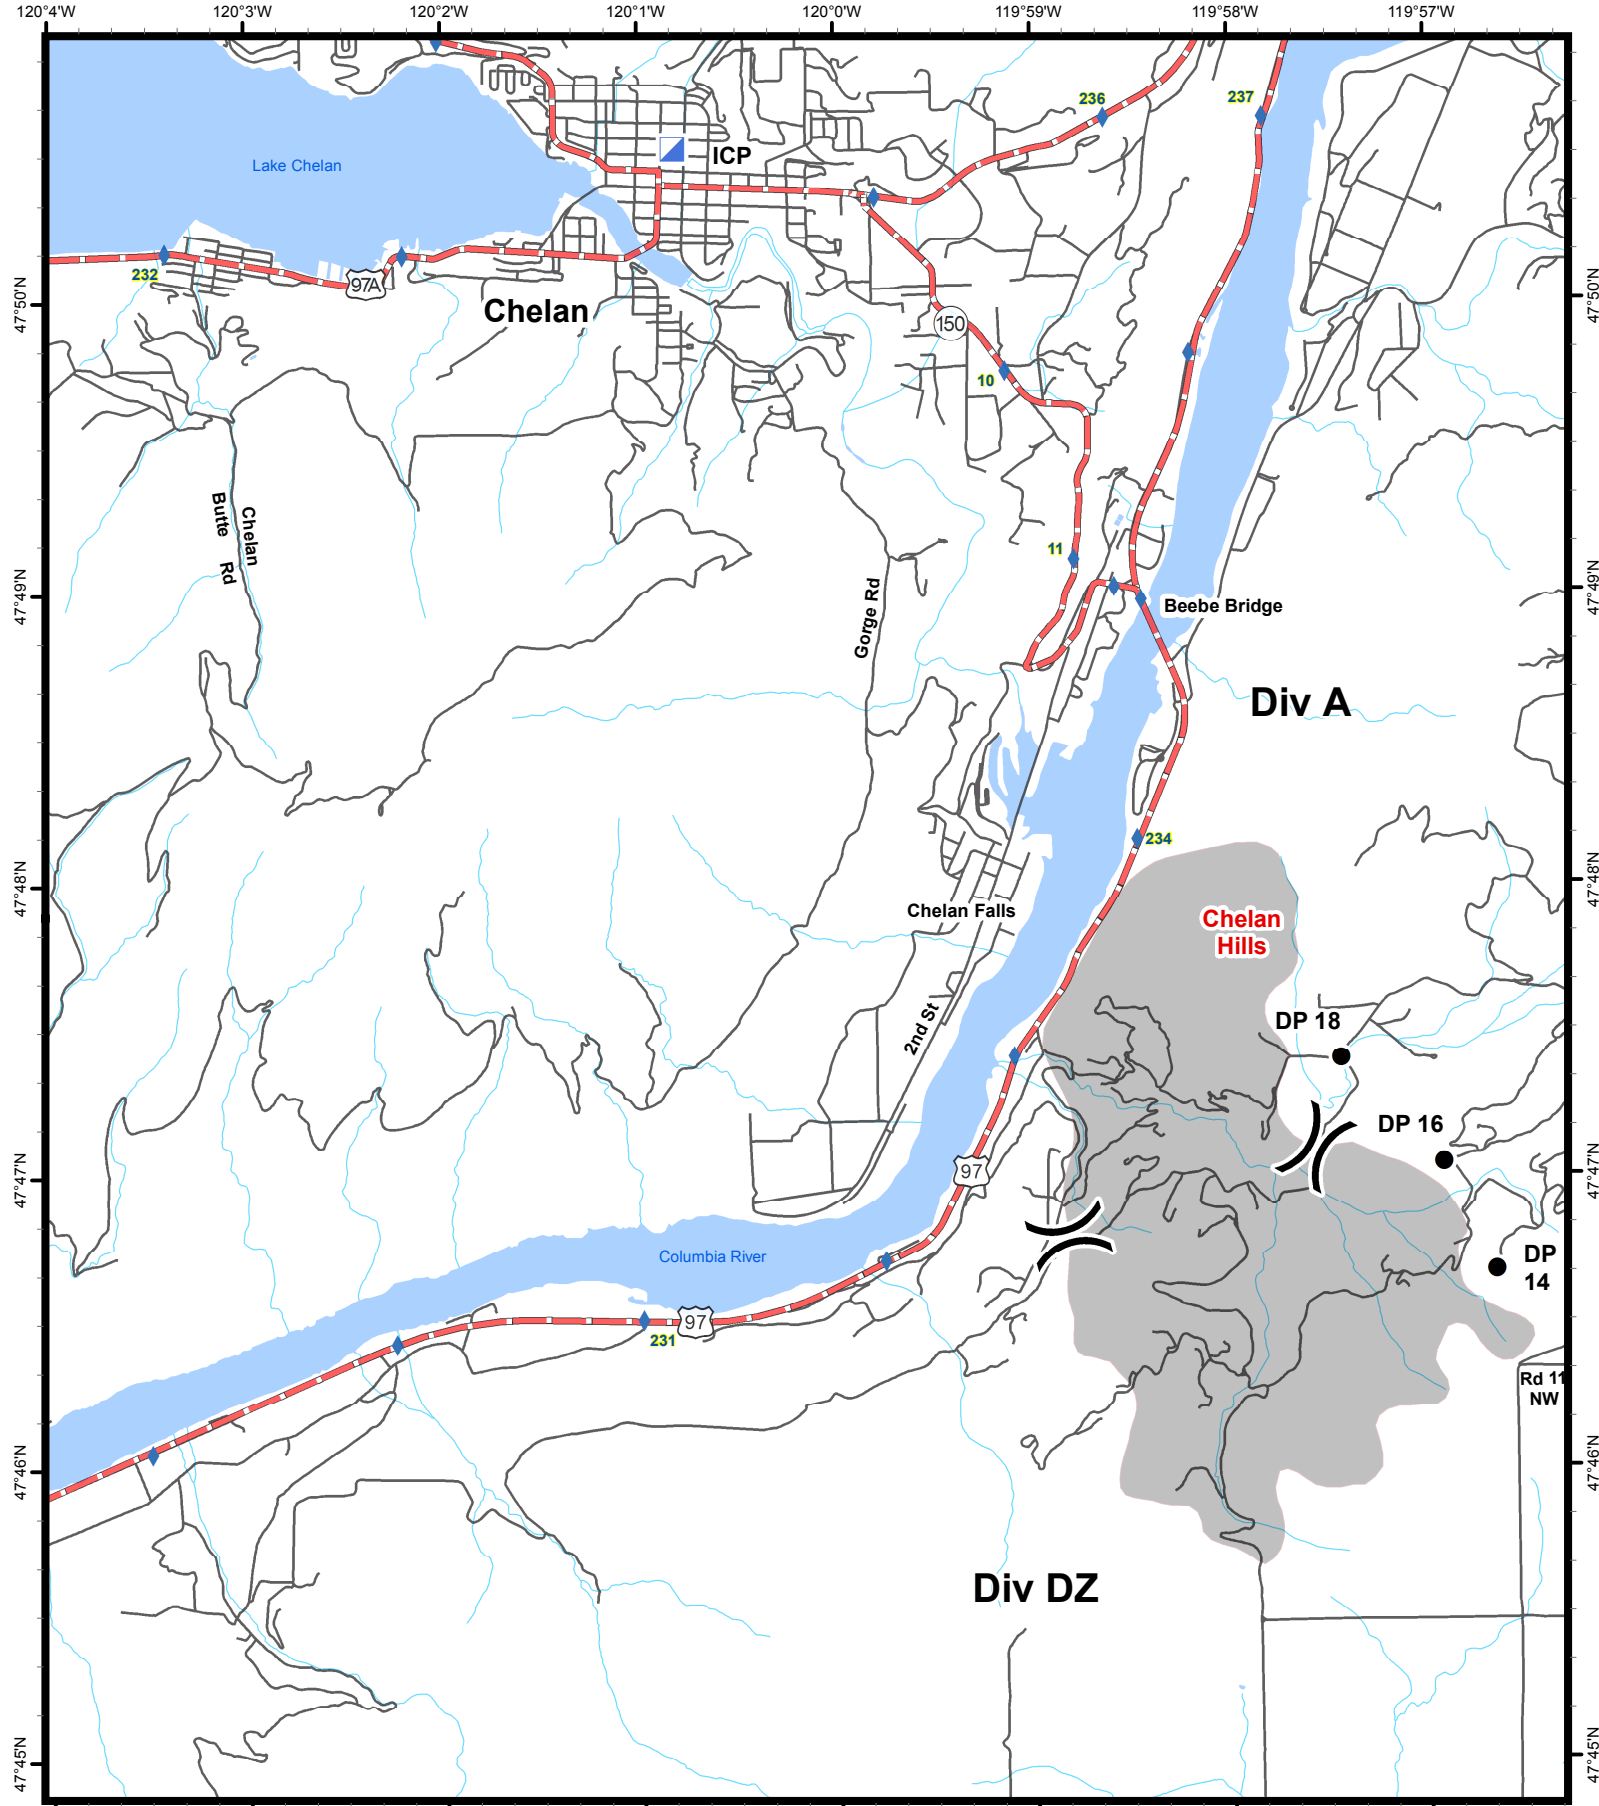 120°4'W
120°3'W
120°2'W
120°1'W
120°0'W
119°59'W
119°58'W
119°57'W
236
237
ICP
Lake Chelan
232
97A
47°50'N
47°50'N
Chelan
150
10
Chelan
Butte Rd
11
47°49'N
47°49'N
Gorge Rd
Beebe Bridge
Div A
234
47°48'N
47°48'N
Chelan Falls
Chelan
Hills
2nd St
DP 18
DP 16
97
47°47'N
47°47'N
Columbia River
DP
14
97
231
Rd 11
NW
47°46'N
47°46'N
Div DZ
47°45'N
47°45'N